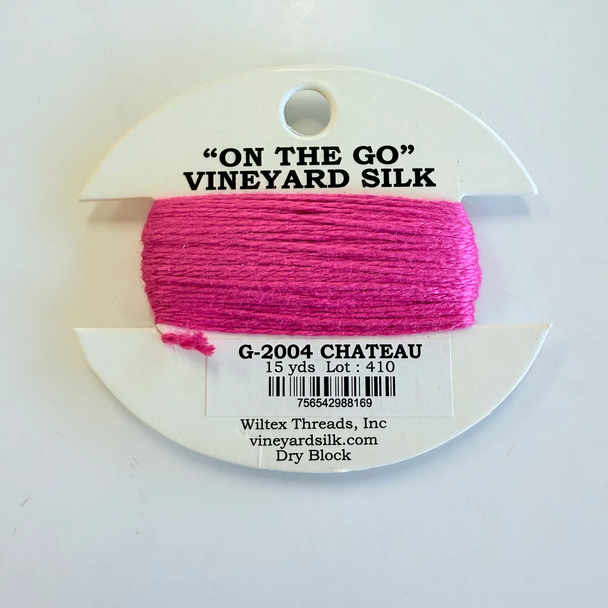 “ON THE GO”
VINEYARD SILK
G-2004 CHATEAU
15 yds Lot : 410
756542988169
Wiltex Threads, Inc
vineyardsilk.com
Dry Block